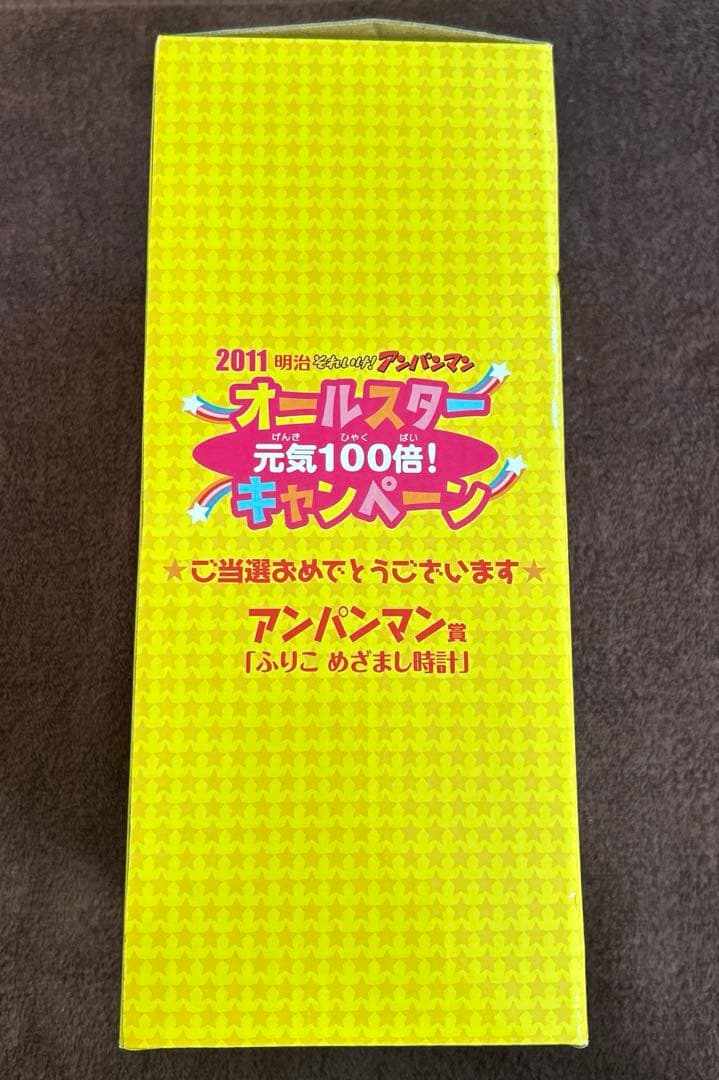 2011 明治 それいけ!アンパンマン
オールスター
げんき ひゃく ばい
元気100倍!
キャンペーン
★ご当選おめでとうございます★
アンパンマン賞
「ふりこ めざまし時計」